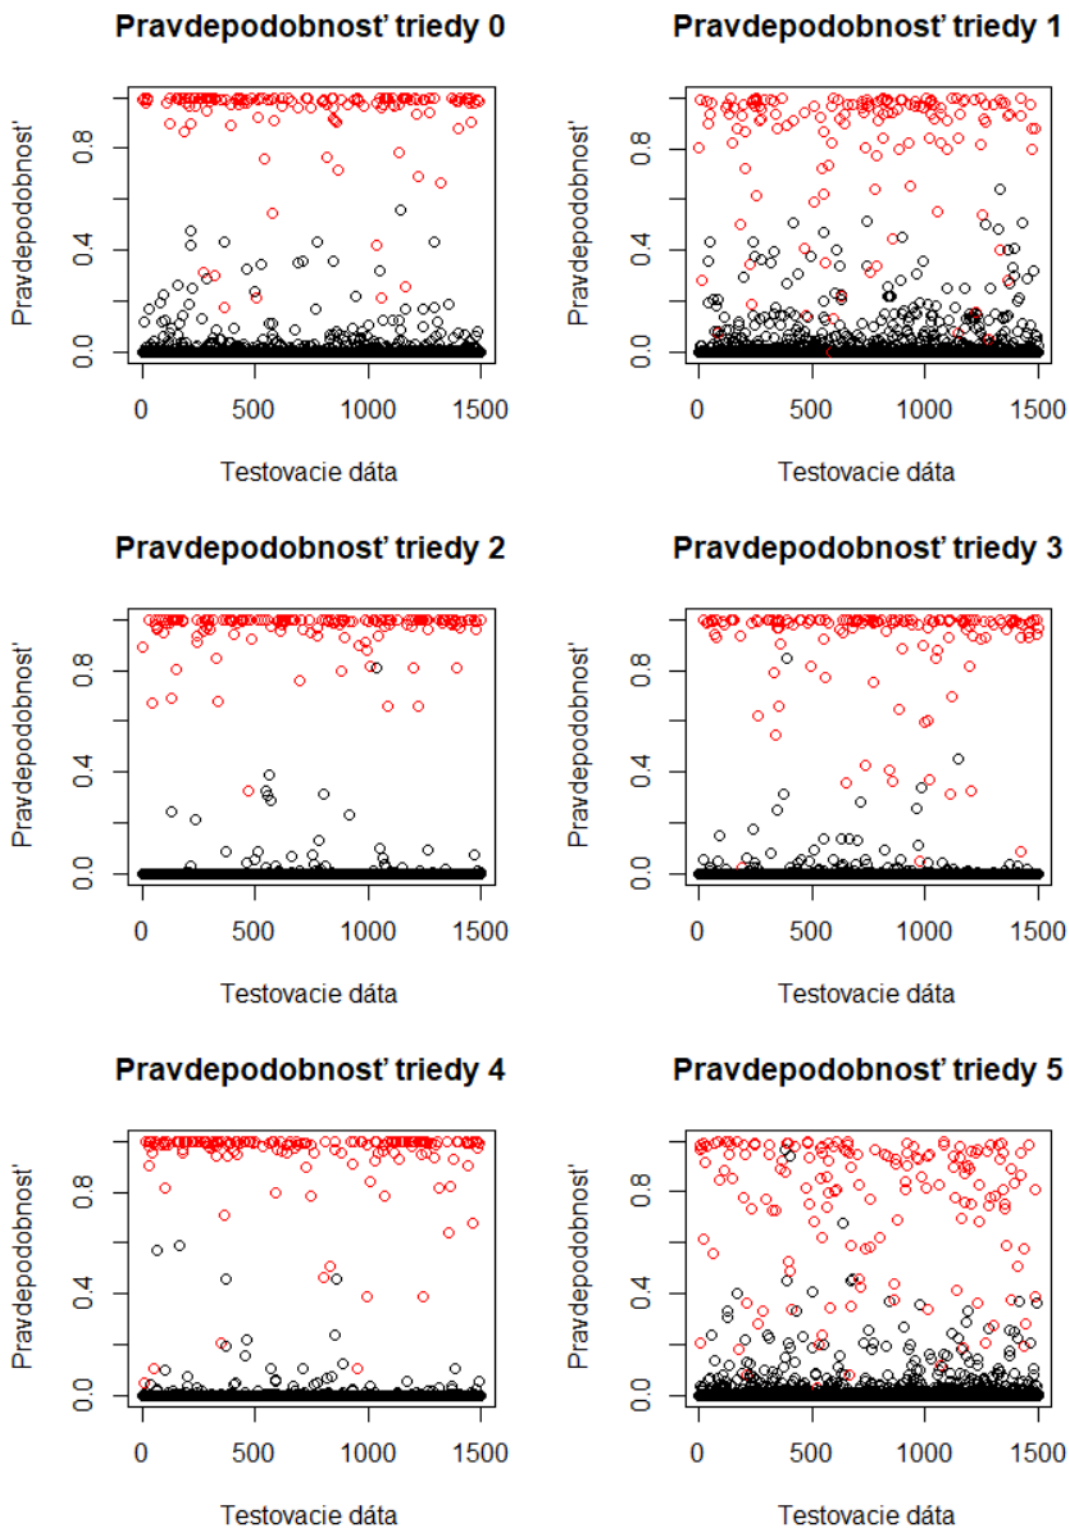 Pravdepodobnosť triedy 0
Pravdepodobnosť
0.0 0.4 0.8
0 500 1000 1500
Testovacie dáta
Pravdepodobnosť triedy 1
Pravdepodobnosť
0.0 0.4 0.8
0 500 1000 1500
Testovacie dáta
Pravdepodobnosť triedy 2
Pravdepodobnosť
0.0 0.4 0.8
0 500 1000 1500
Testovacie dáta
Pravdepodobnosť triedy 3
Pravdepodobnosť
0.0 0.4 0.8
0 500 1000 1500
Testovacie dáta
Pravdepodobnosť triedy 4
Pravdepodobnosť
0.0 0.4 0.8
0 500 1000 1500
Testovacie dáta
Pravdepodobnosť triedy 5
Pravdepodobnosť
0.0 0.4 0.8
0 500 1000 1500
Testovacie dáta